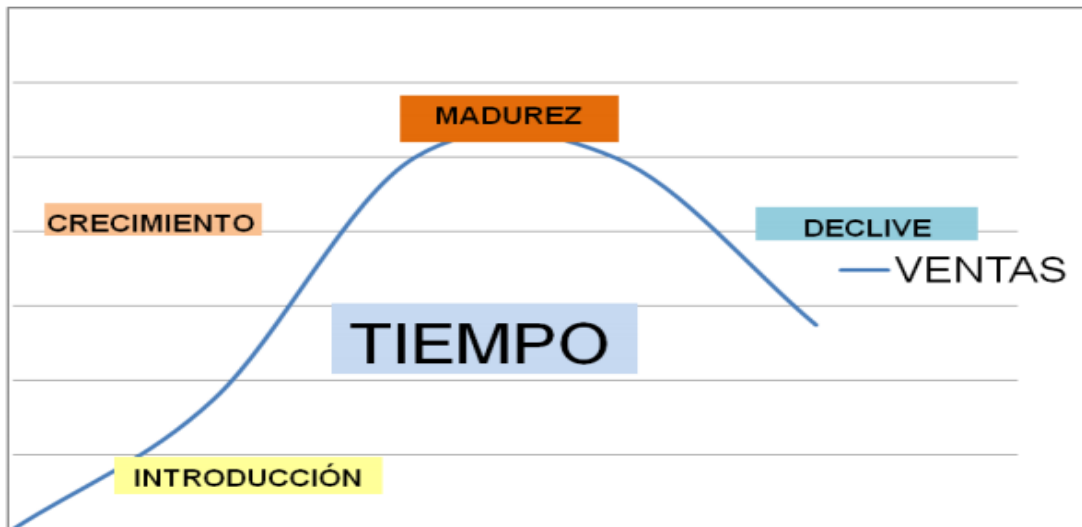 MADUREZ
CRECIMIENTO
DECLIVE
VENTAS
TIEMPO
INTRODUCCIÓN